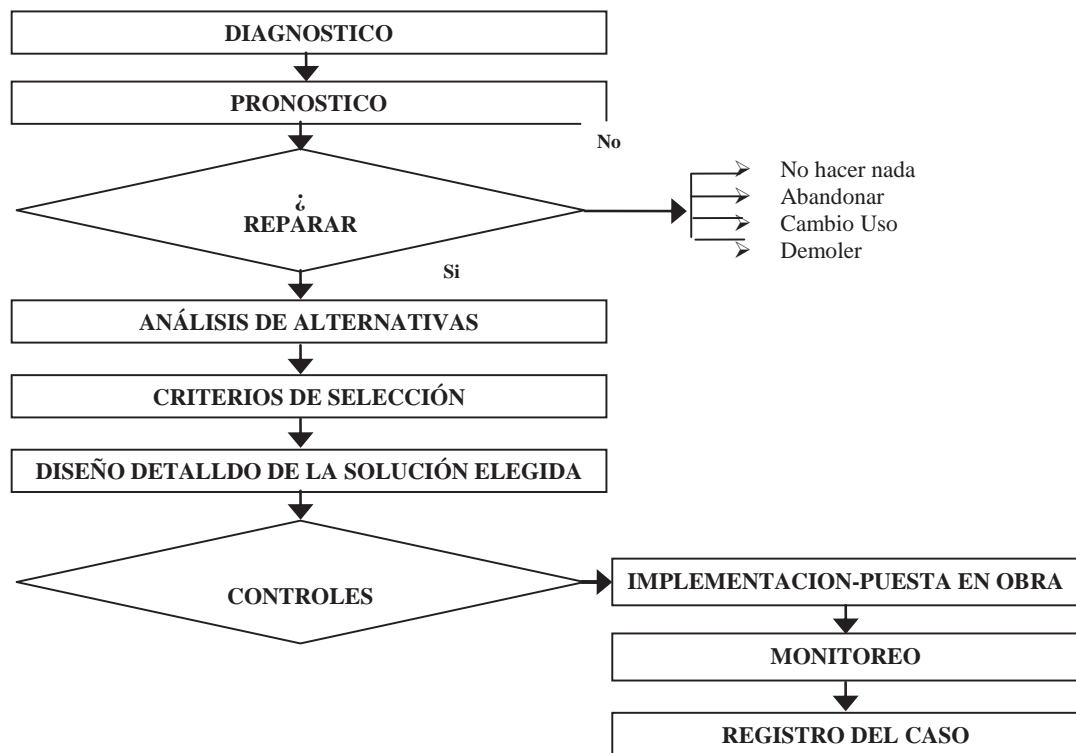 DIAGNOSTICO
PRONOSTICO
No
¿
REPARAR
No hacer nada
Abandonar
Cambio Uso
Demoler
Si
ANÁLISIS DE ALTERNATIVAS
CRITERIOS DE SELECCIÓN
DISEÑO DETALLDO DE LA SOLUCIÓN ELEGIDA
CONTROLES
IMPLEMENTACION-PUESTA EN OBRA
MONITOREO
REGISTRO DEL CASO